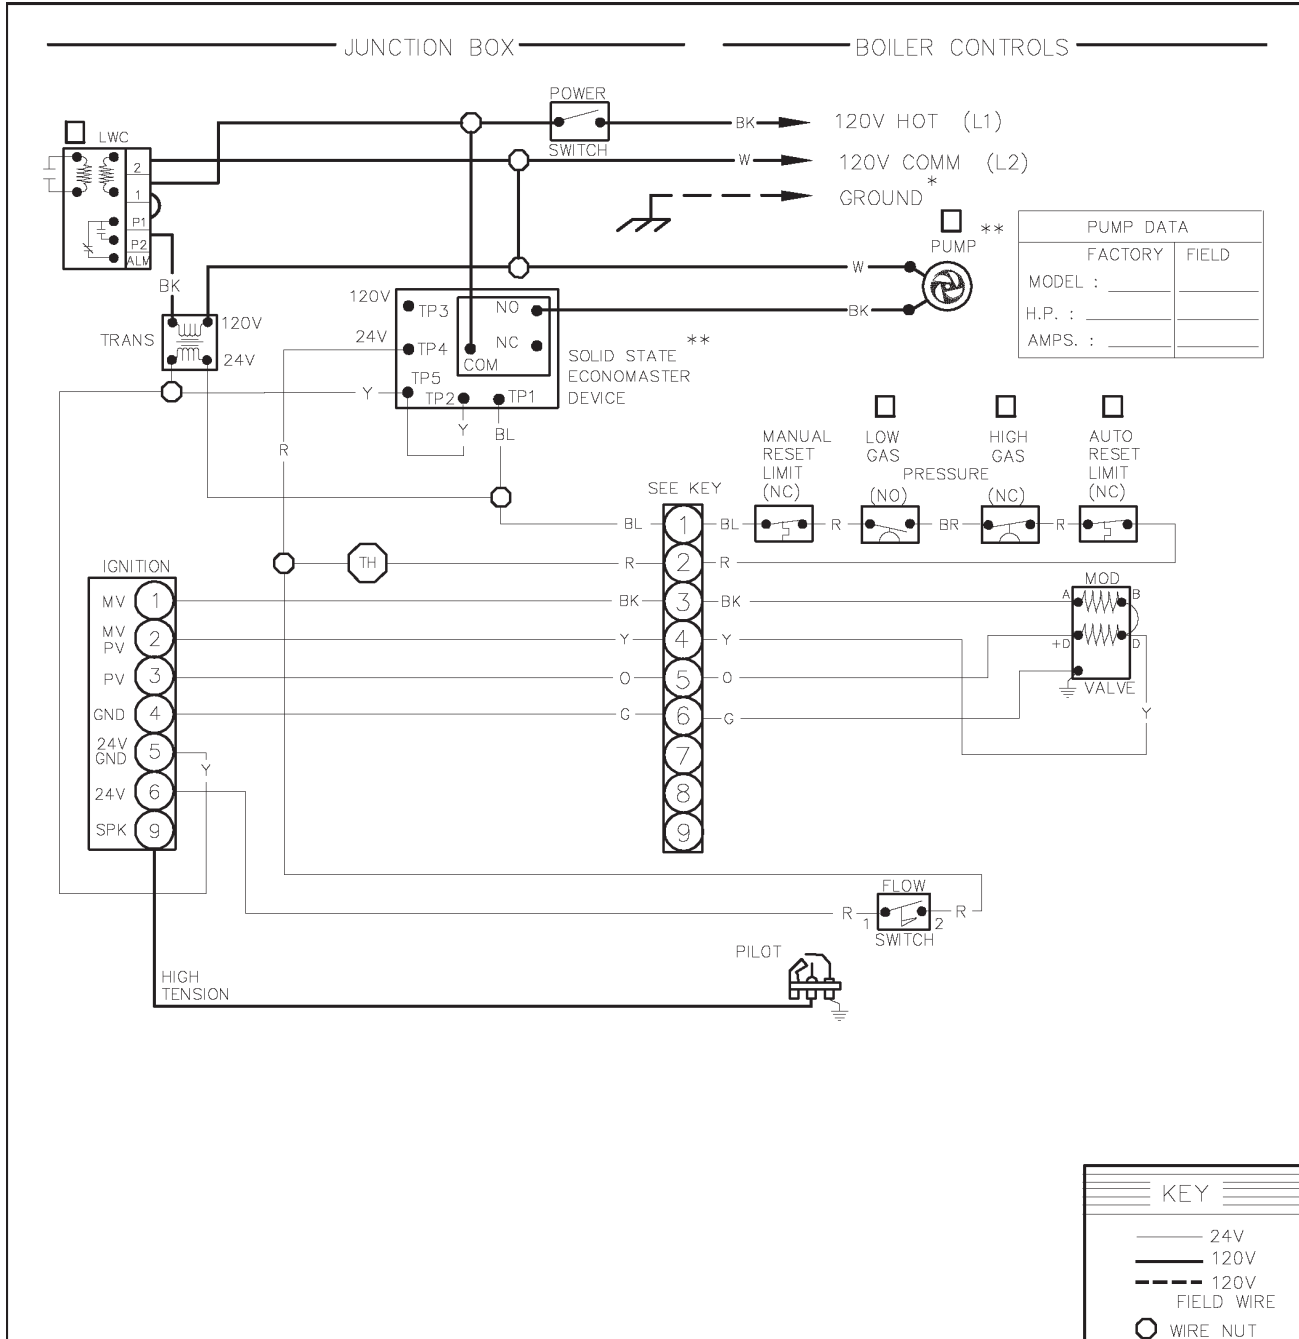 JUNCTION BOX
BOILER CONTROLS
POWER
SWITCH
BK
120V HOT (L1)
W
120V COMM (L2)
GROUND *
LWC
2
1
P1
P2
ALM
BK
TRANS
120V
24V
PUMP **
W
BK
PUMP DATA
FACTORY FIELD
MODEL :
H.P. :
AMPS. :
120V
TP3
NO
24V
TP4
NC
COM
TP5
TP2
TP1
SOLID STATE **
ECONOMASTER
DEVICE
Y
Y
BL
R
MANUAL
RESET
LIMIT
(NC)
LOW
GAS
HIGH
GAS
PRESSURE
(NO)
(NC)
AUTO
RESET
LIMIT
(NC)
SEE KEY
BL 1 BL R BR R
TH
R 2 R
BK 3 BK
Y 4 Y
O 5 O
G 6 G
7
8
9
IGNITION
MV 1
MV
PV
2
PV 3
GND 4
24V
GND
5
Y
24V 6
SPK 9
MOD
A B
+D D
VALVE
Y
FLOW
R 1 2 R
SWITCH
PILOT
HIGH
TENSION
KEY
24V
120V
120V
FIELD WIRE
WIRE NUT